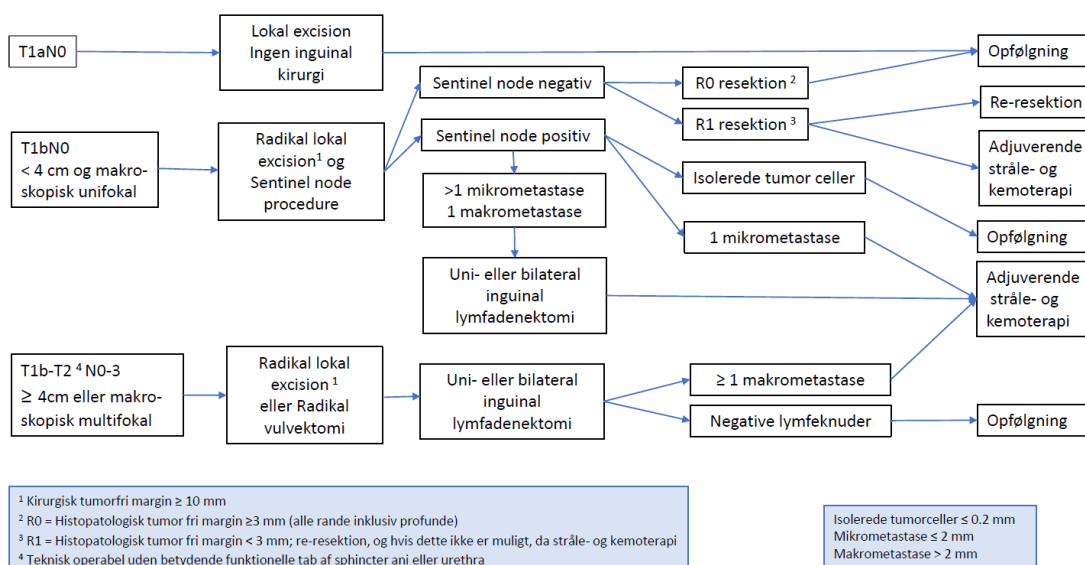 T1aN0
Lokal excision
Ingen inguinal
kirurgi
Opfølgning
Sentinel node negativ
R0 resektion ²
R1 resektion ³
Re-resektion
Adjuverende
stråle- og
kemoterapi
T1bN0
< 4 cm og makro-
skopisk unifokal
Radikal lokal
excision¹ og
Sentinel node
procedure
Sentinel node positiv
>1 mikrometastase
1 makrometastase
Isolerede tumor celler
1 mikrometastase
Opfølgning
Uni- eller bilateral
inguinal
lymfadenektomi
Adjuverende
stråle- og
kemoterapi
T1b-T2 ⁴ N0-3
≥ 4cm eller makro-
skopisk multifokal
Radikal lokal
excision ¹
eller Radikal
vulvektomi
Uni- eller bilateral
inguinal
lymfadenektomi
≥ 1 makrometastase
Negative lymfeknuder
Opfølgning
¹ Kirurgisk tumorfri margin ≥ 10 mm
² R0 = Histopatologisk tumor fri margin ≥3 mm (alle rande inklusiv profunde)
³ R1 = Histopatologisk tumor fri margin < 3 mm; re-resektion, og hvis dette ikke er muligt, da stråle- og kemoterapi
⁴ Teknisk operabel uden betydende funktionelle tab af sphincter ani eller urethra
Isolerede tumorceller ≤ 0.2 mm
Mikrometastase ≤ 2 mm
Makrometastase > 2 mm